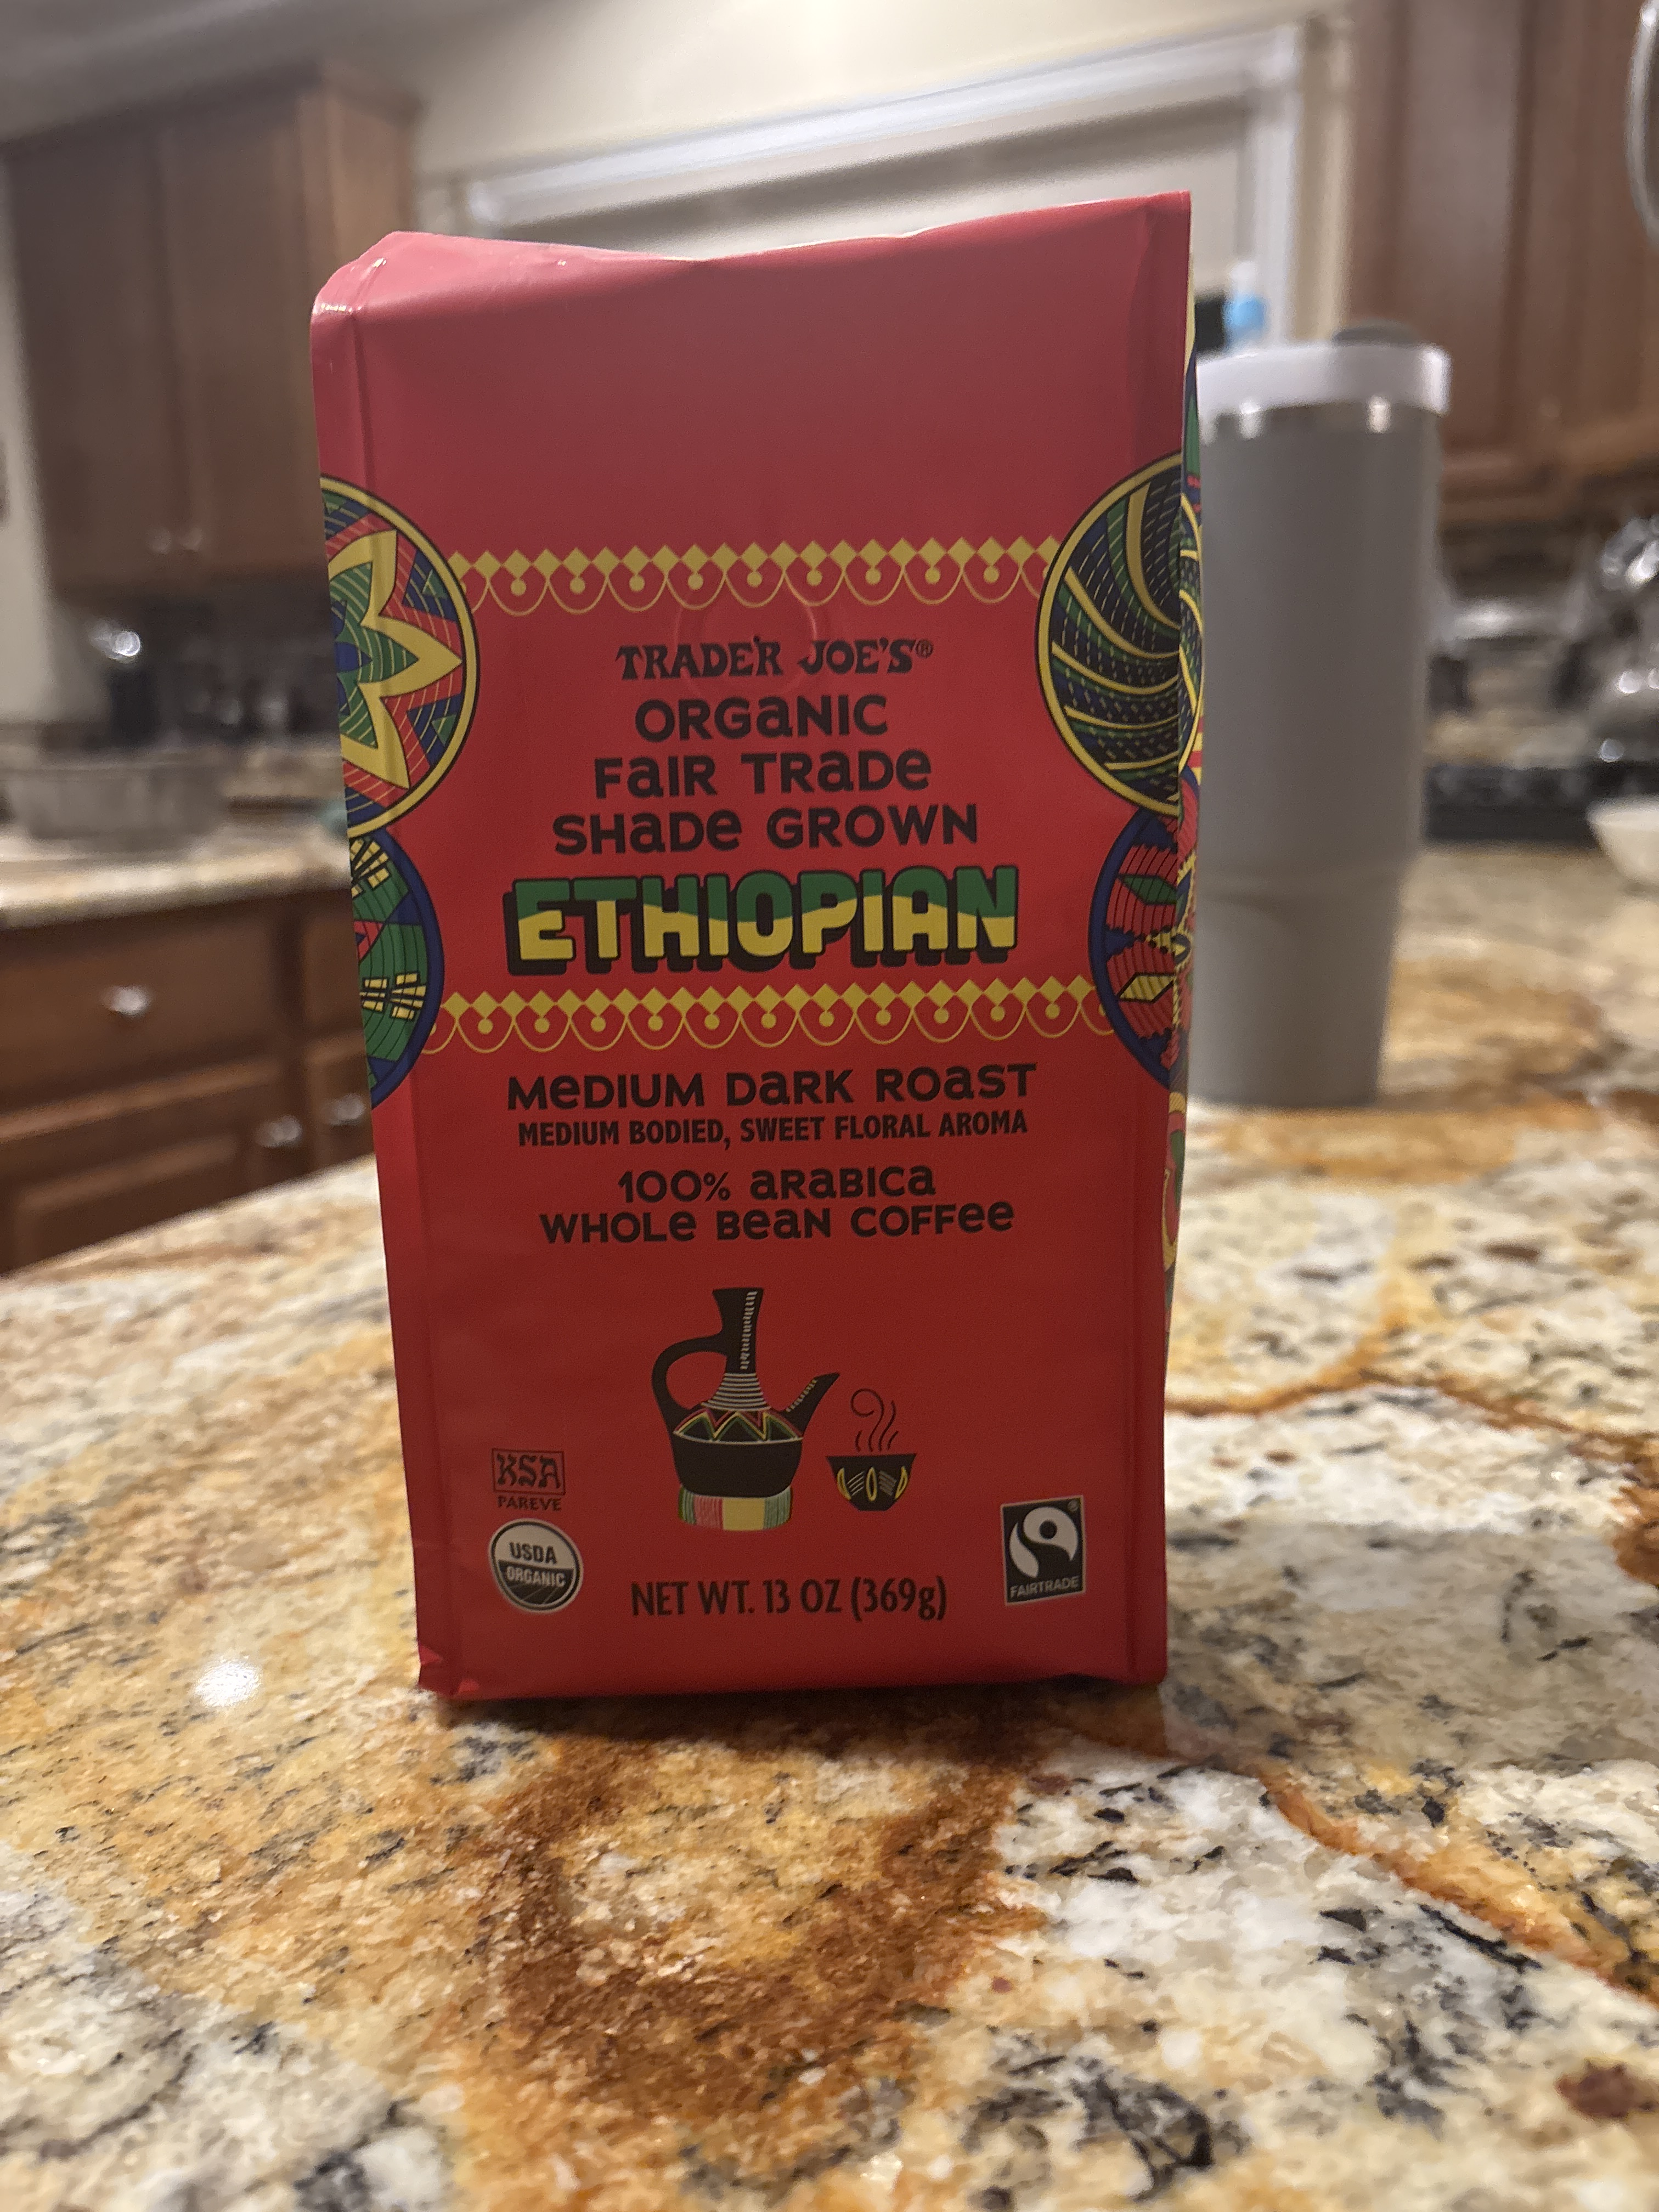 TRADER JOE'S®
ORGANIC
FAIR TRADE
SHADE GROWN
ETHIOPIAN
MEDIUM DARK ROAST
MEDIUM BODIED, SWEET FLORAL AROMA
100% ARABICA
WHOLE BEAN COFFEE
KSA
PAREVE
USDA
ORGANIC
NET WT. 13 OZ (369g)
®
FAIRTRADE